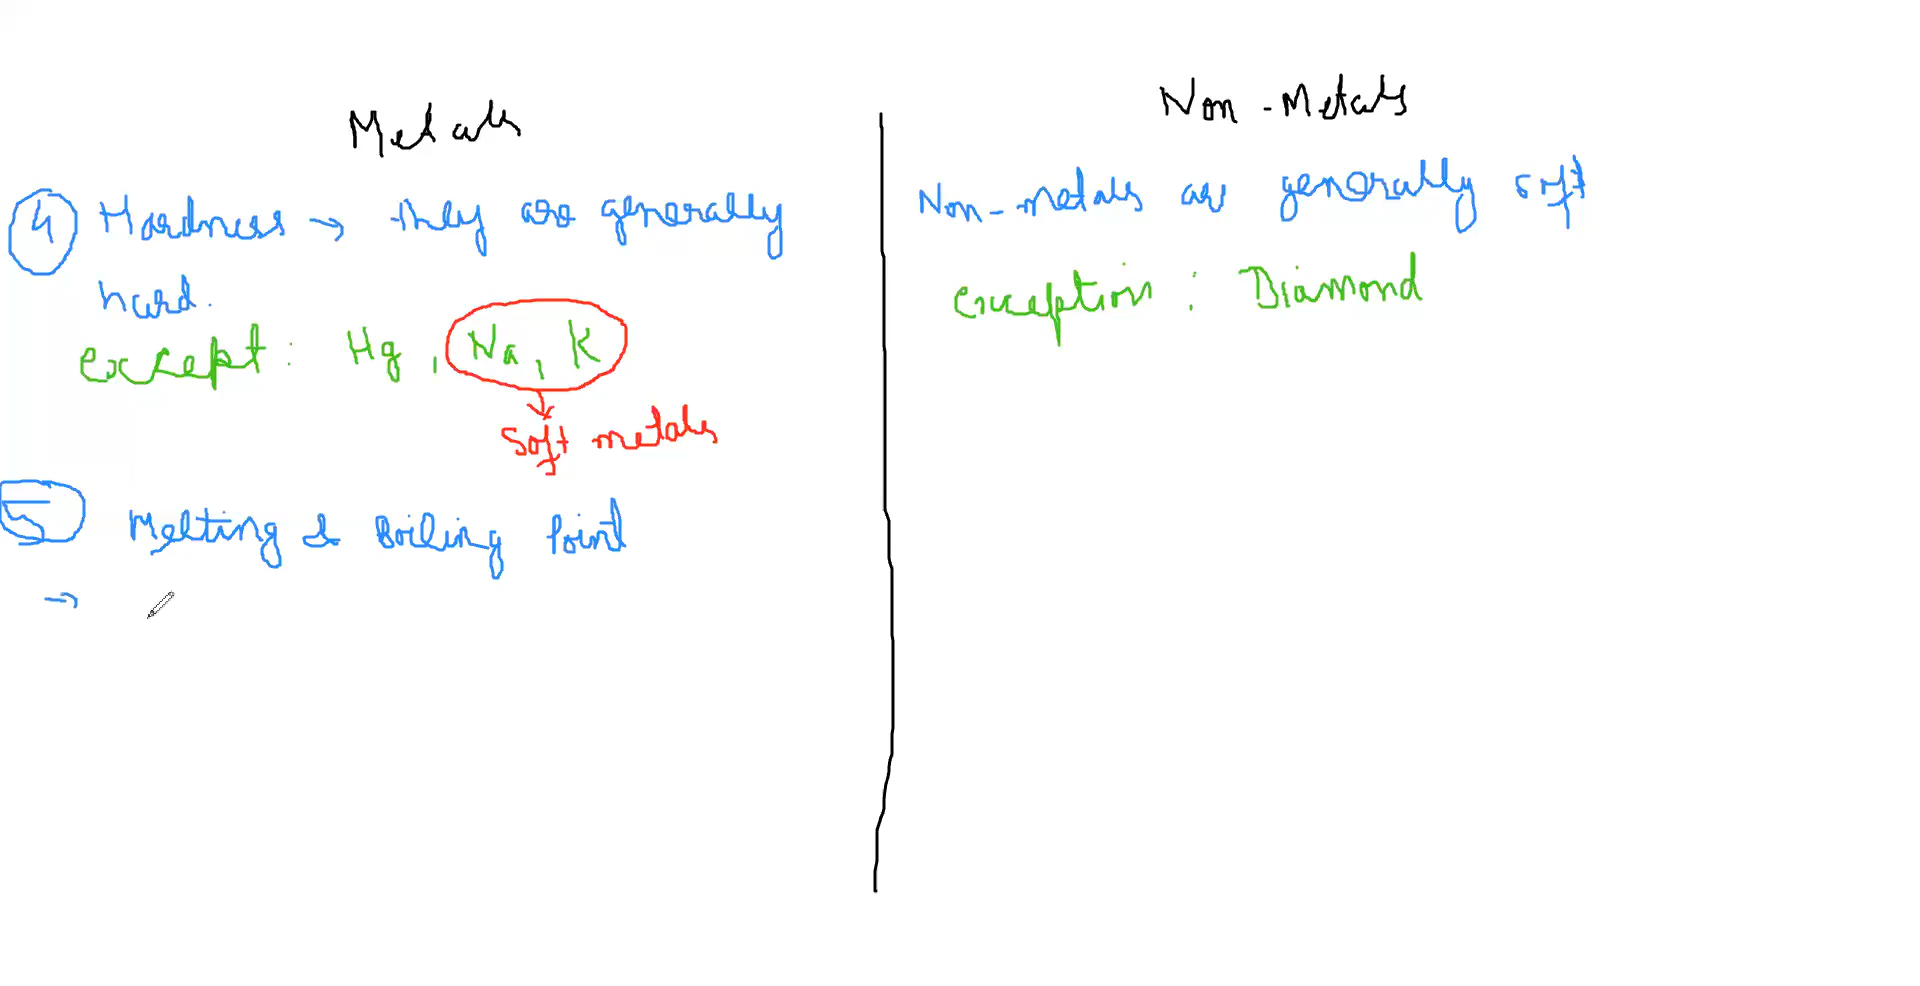 Metals
④ Hardness → they are generally
hard.
except : Hg, Na, K
soft metals
⑤ Melting & Boiling Point
→
Non-Metals
Non-metals are generally soft
exception : Diamond